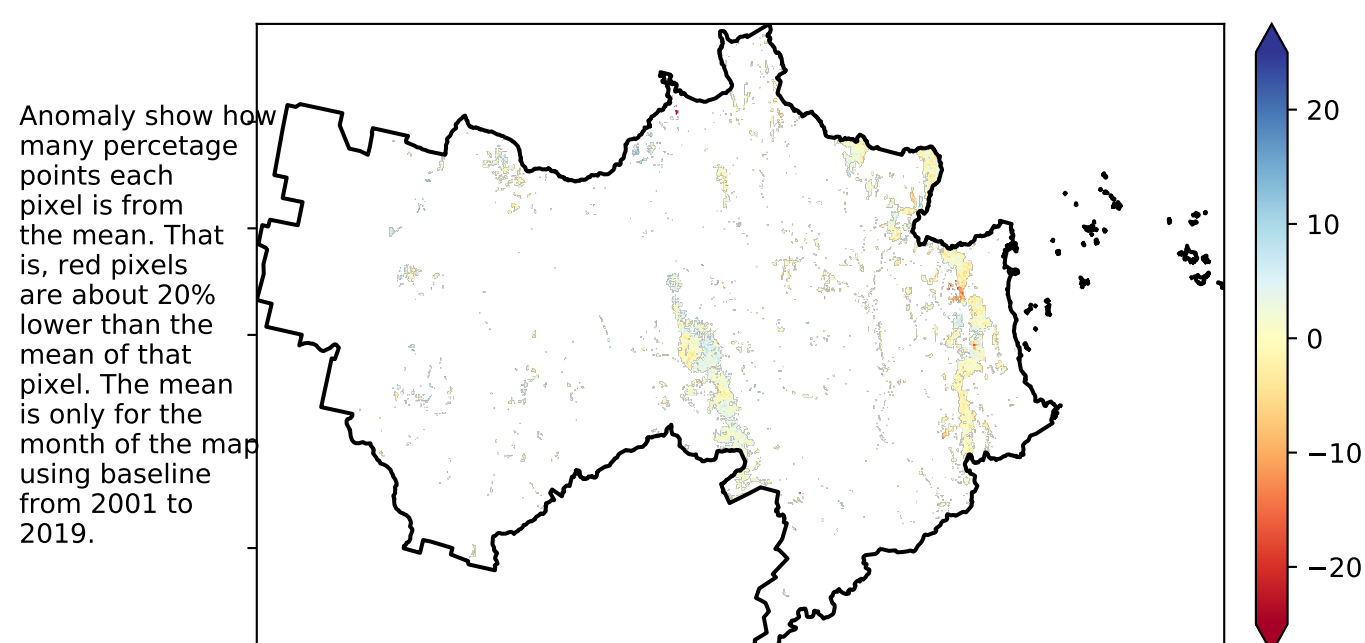 Anomaly show how
many percetage
points each
pixel is from
the mean. That
is, red pixels
are about 20%
lower than the
mean of that
pixel. The mean
is only for the
month of the map
using baseline
from 2001 to
2019.
20
10
0
−10
−20